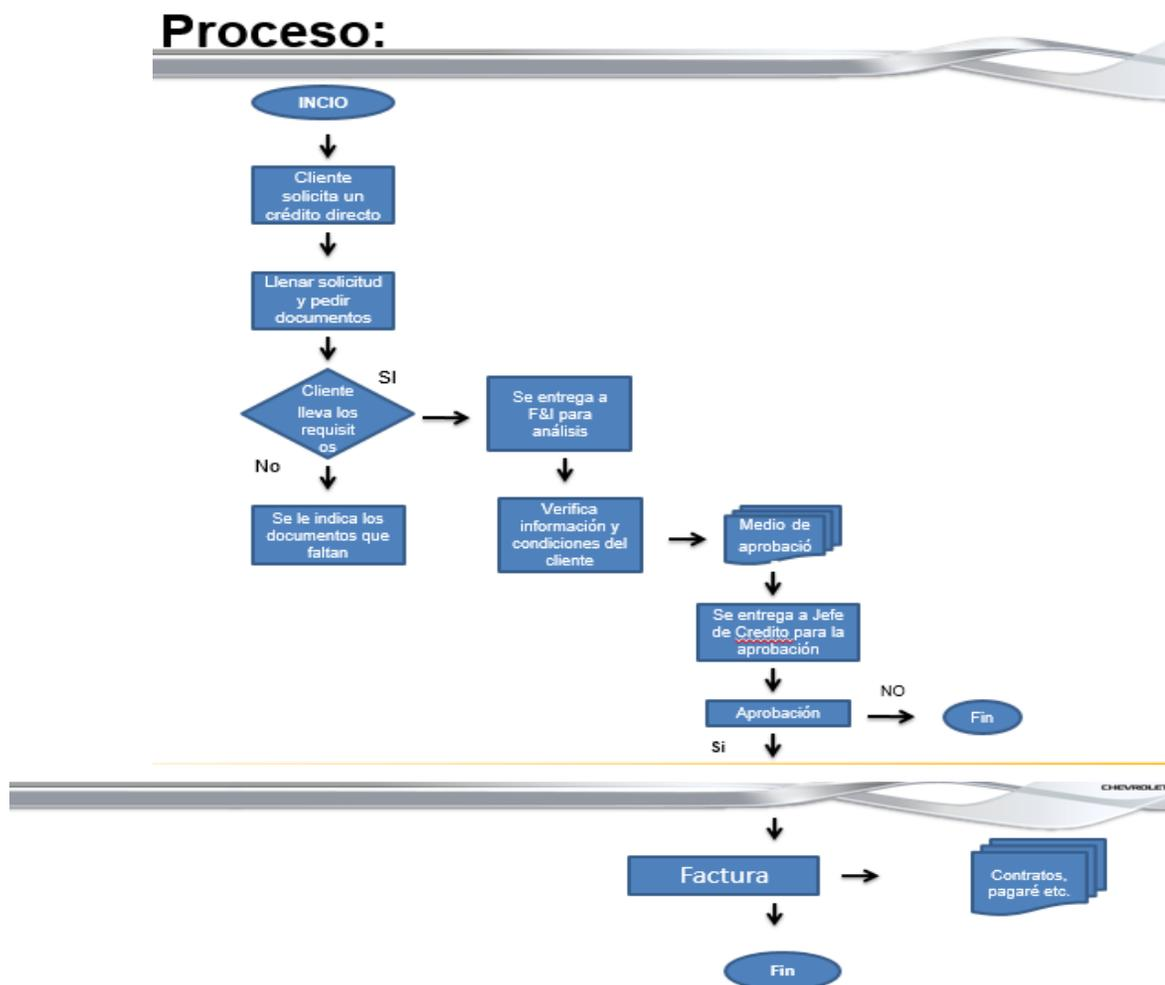 Proceso:
INCIO
Cliente
solicita un
crédito directo
Llenar solicitud
y pedir
documentos
SI
Cliente
lleva los
requisit
os
No
Se le indica los
documentos que
faltan
Se entrega a
F&I para
análisis
Verifica
información y
condiciones del
cliente
Medio de
aprobació
Se entrega a Jefe
de Credito para la
aprobación
Aprobación
NO
Fin
Si
CHEVROLET
Factura
Contratos,
pagaré etc.
Fin